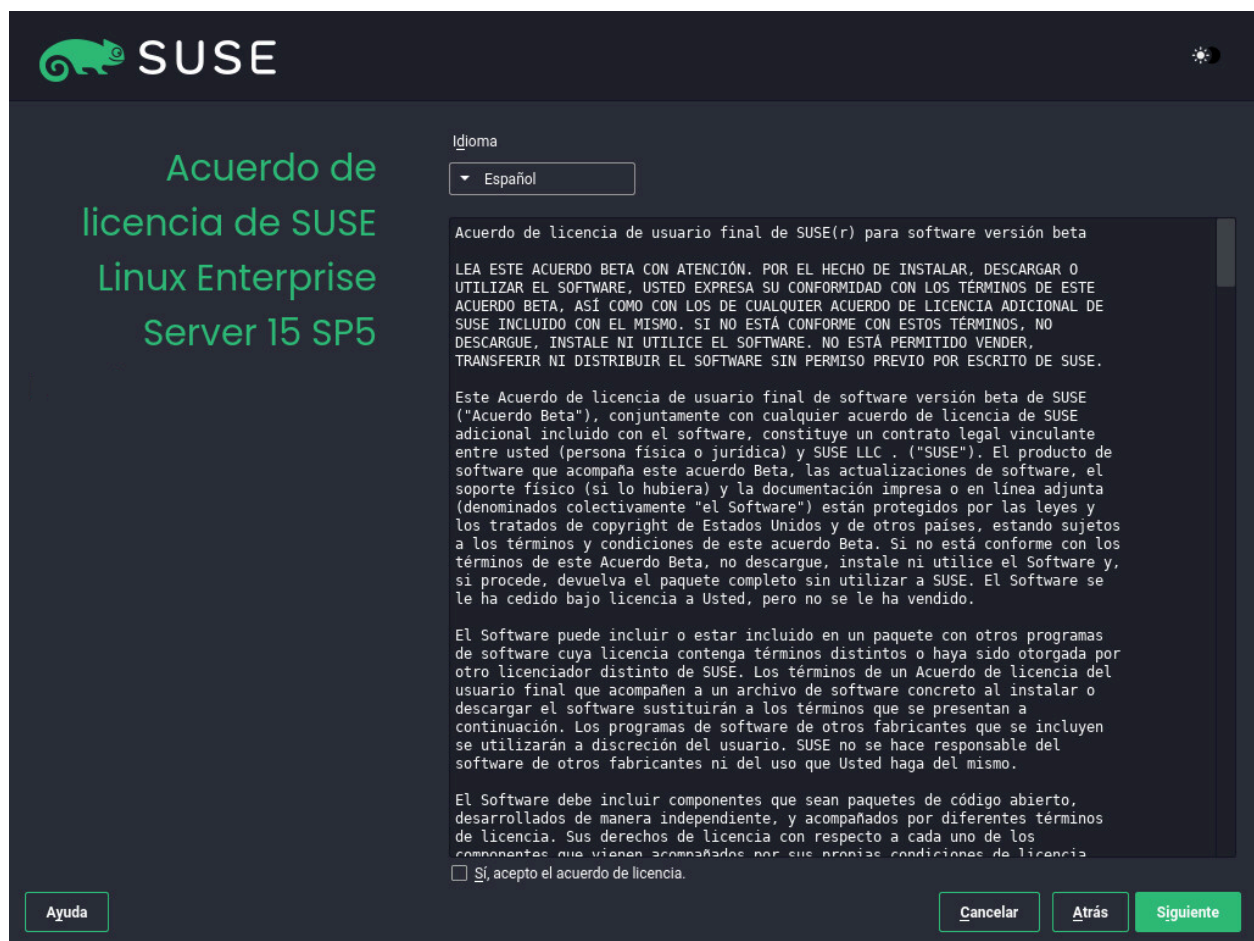 SUSE
Acuerdo de
licencia de SUSE
Linux Enterprise
Server 15 SP5
Idioma
Español
Acuerdo de licencia de usuario final de SUSE(r) para software versión beta
LEA ESTE ACUERDO BETA CON ATENCIÓN. POR EL HECHO DE INSTALAR, DESCARGAR O
UTILIZAR EL SOFTWARE, USTED EXPRESA SU CONFORMIDAD CON LOS TÉRMINOS DE ESTE
ACUERDO BETA, ASÍ COMO CON LOS DE CUALQUIER ACUERDO DE LICENCIA ADICIONAL DE
SUSE INCLUIDO CON EL MISMO. SI NO ESTÁ CONFORME CON ESTOS TÉRMINOS, NO
DESCARGUE, INSTALE NI UTILICE EL SOFTWARE. NO ESTÁ PERMITIDO VENDER,
TRANSFERIR NI DISTRIBUIR EL SOFTWARE SIN PERMISO PREVIO POR ESCRITO DE SUSE.
Este Acuerdo de licencia de usuario final de software versión beta de SUSE
("Acuerdo Beta"), conjuntamente con cualquier acuerdo de licencia de SUSE
adicional incluido con el software, constituye un contrato legal vinculante
entre usted (persona física o jurídica) y SUSE LLC . ("SUSE"). El producto de
software que acompaña este acuerdo Beta, las actualizaciones de software, el
soporte físico (si lo hubiera) y la documentación impresa o en línea adjunta
(denominados colectivamente "el Software") están protegidos por las leyes y
los tratados de copyright de Estados Unidos y de otros países, estando sujetos
a los términos y condiciones de este acuerdo Beta. Si no está conforme con los
términos de este Acuerdo Beta, no descargue, instale ni utilice el Software y,
si procede, devuelva el paquete completo sin utilizar a SUSE. El Software se
le ha cedido bajo licencia a Usted, pero no se le ha vendido.
El Software puede incluir o estar incluido en un paquete con otros programas
de software cuya licencia contenga términos distintos o haya sido otorgada por
otro licenciador distinto de SUSE. Los términos de un Acuerdo de licencia del
usuario final que acompañen a un archivo de software concreto al instalar o
descargar el software sustituirán a los términos que se presentan a
continuación. Los programas de software de otros fabricantes que se incluyen
se utilizarán a discreción del usuario. SUSE no se hace responsable del
software de otros fabricantes ni del uso que Usted haga del mismo.
El Software debe incluir componentes que sean paquetes de código abierto,
desarrollados de manera independiente, y acompañados por diferentes términos
de licencia. Sus derechos de licencia con respecto a cada uno de los
componentes que vienen acompañados por sus propias condiciones de licencia
Sí, acepto el acuerdo de licencia.
Ayuda
Cancelar
Atrás
Siguiente